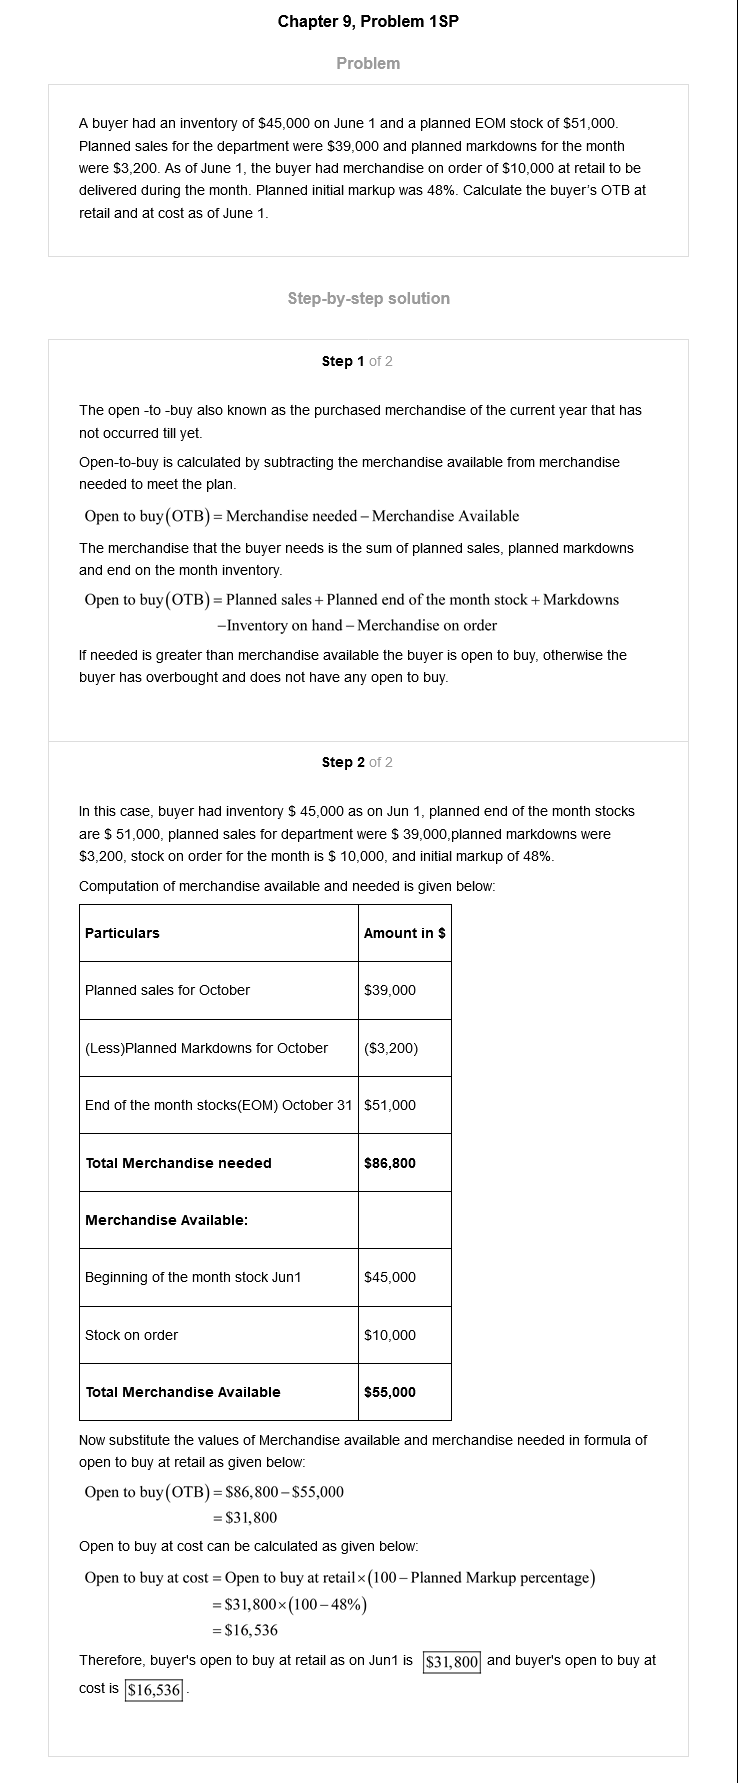 Chapter 9, Problem 1SP
Problem
A buyer had an inventory of $45,000 on June 1 and a planned EOM stock of $51,000.
Planned sales for the department were $39,000 and planned markdowns for the month
were $3,200. As of June 1, the buyer had merchandise on order of $10,000 at retail to be
delivered during the month. Planned initial markup was 48%. Calculate the buyer's OTB at
retail and at cost as of June 1.
Step-by-step solution
Step 1 of 2
The open -to -buy also known as the purchased merchandise of the current year that has
not occurred till yet.
Open-to-buy is calculated by subtracting the merchandise available from merchandise
needed to meet the plan.
Open to buy(OTB) = Merchandise needed – Merchandise Available
The merchandise that the buyer needs is the sum of planned sales, planned markdowns
and end on the month inventory.
Open to buy(OTB) = Planned sales + Planned end of the month stock + Markdowns
–Inventory on hand – Merchandise on order
If needed is greater than merchandise available the buyer is open to buy, otherwise the
buyer has overbought and does not have any open to buy.
Step 2 of 2
In this case, buyer had inventory $ 45,000 as on Jun 1, planned end of the month stocks
are $ 51,000, planned sales for department were $ 39,000,planned markdowns were
$3,200, stock on order for the month is $ 10,000, and initial markup of 48%.
Computation of merchandise available and needed is given below:
Particulars Amount in $
Planned sales for October $39,000
(Less)Planned Markdowns for October ($3,200)
End of the month stocks(EOM) October 31 $51,000
Total Merchandise needed $86,800
Merchandise Available:
Beginning of the month stock Jun1 $45,000
Stock on order $10,000
Total Merchandise Available $55,000
Now substitute the values of Merchandise available and merchandise needed in formula of
open to buy at retail as given below:
Open to buy(OTB) = $86,800 – $55,000
= $31,800
Open to buy at cost can be calculated as given below:
Open to buy at cost = Open to buy at retail×(100 – Planned Markup percentage)
= $31,800×(100 – 48%)
= $16,536
Therefore, buyer's open to buy at retail as on Jun1 is $31,800 and buyer's open to buy at
cost is $16,536 .